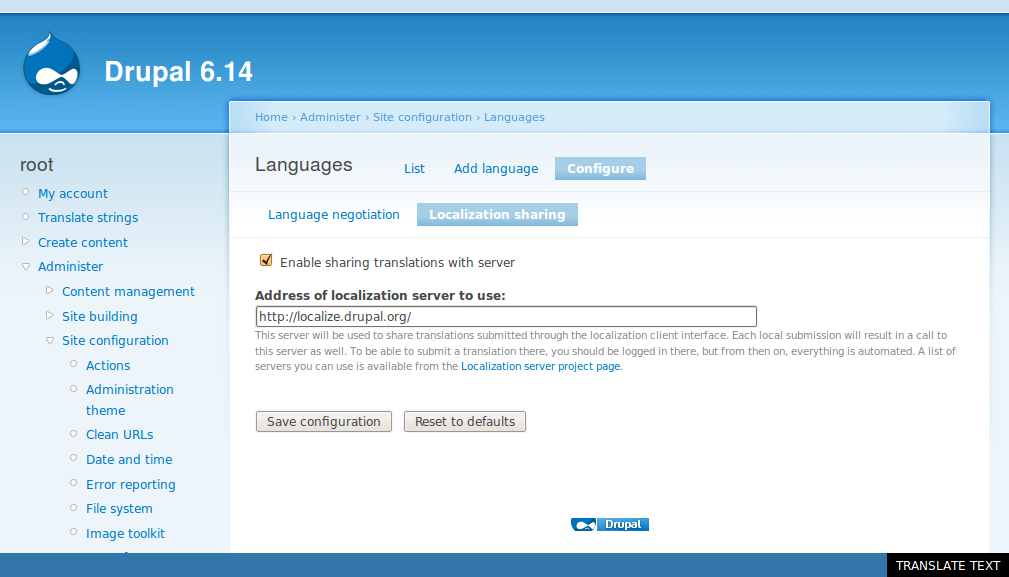 Drupal 6.14
Home › Administer › Site configuration › Languages
root
My account
Translate strings
Create content
Administer
Content management
Site building
Site configuration
Actions
Administration
theme
Clean URLs
Date and time
Error reporting
File system
Image toolkit
Languages
List
Add language
Configure
Language negotiation
Localization sharing
Enable sharing translations with server
Address of localization server to use:
http://localize.drupal.org/
This server will be used to share translations submitted through the localization client interface. Each local submission will result in a call to
this server as well. To be able to submit a translation there, you should be logged in there, but from then on, everything is automated. A list of
servers you can use is available from the Localization server project page.
Save configuration
Reset to defaults
Drupal
TRANSLATE TEXT